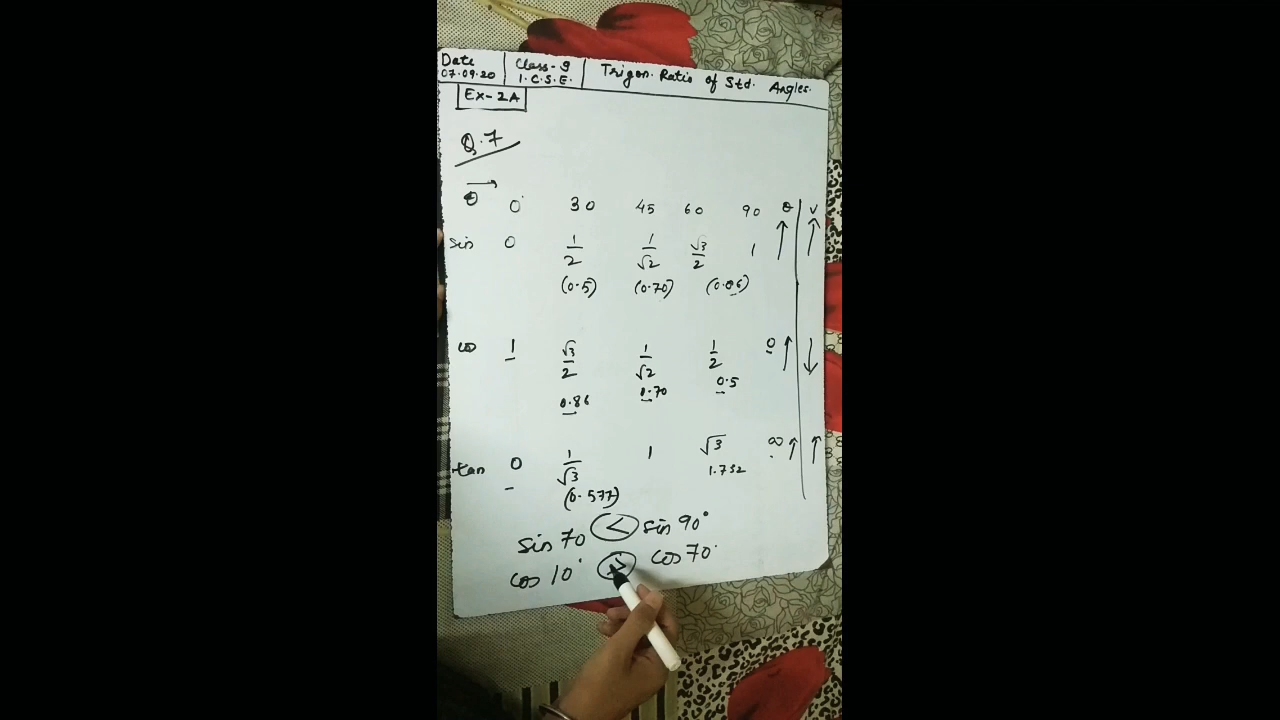 Date 07.09.20 | Class-9 I.C.S.E. | Trigon. Ratio of Std. Angles.
Ex-2A
Q.7
θ → 0° 30 45 60 90 θ v
sin 0 1/2 1/√2 √3/2 1 ↑ ↑
(0.5) (0.70) (0.86)
cos 1 √3/2 1/√2 1/2 0 ↑ ↓
0.86 0.70 0.5
tan 0 1/√3 1 √3 ∞ ↑ ↑
(0.577) 1.732
sin 70 < sin 90°
cos 10° > cos 70°